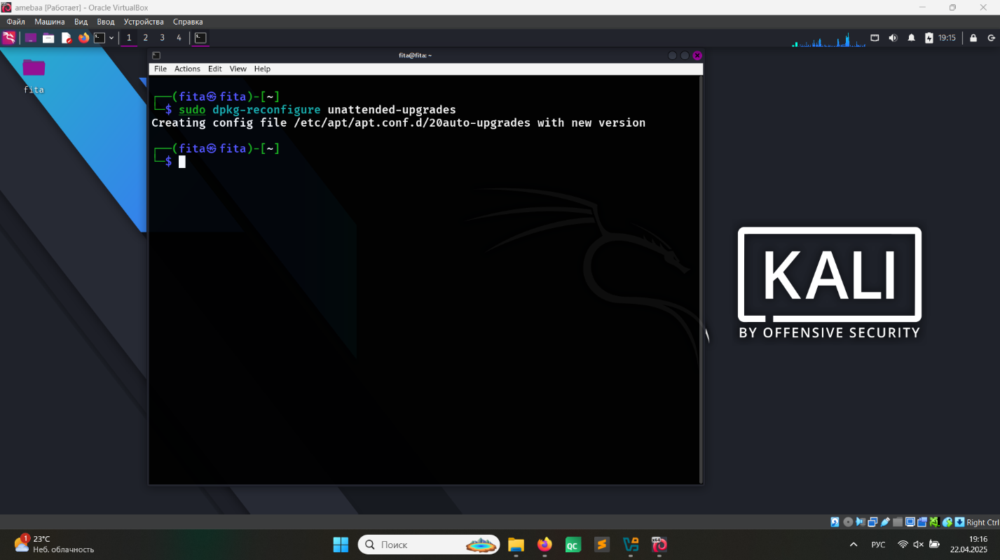 amebaa [Работает] - Oracle VirtualBox
Файл Машина Вид Ввод Устройства Справка
1 2 3 4 19:15
fita
fita@fita: ~
File Actions Edit View Help
┌──(fita㉿fita)-[~]
└─$ sudo dpkg-reconfigure unattended-upgrades
Creating config file /etc/apt/apt.conf.d/20auto-upgrades with new version
┌──(fita㉿fita)-[~]
└─$
KALI
BY OFFENSIVE SECURITY
Right Ctrl
1
23°C
Неб. облачность
Поиск
QC
x64
РУС
19:16
22.04.2025